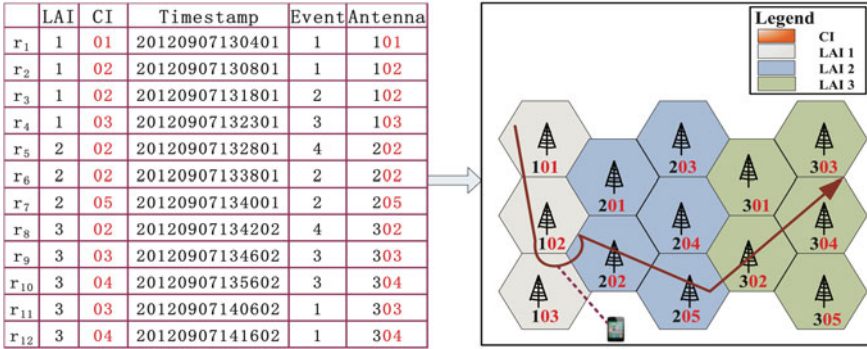 LAI CI Timestamp Event Antenna
r1 1 01 20120907130401 1 101
r2 1 02 20120907130801 1 102
r3 1 02 20120907131801 2 102
r4 1 03 20120907132301 3 103
r5 2 02 20120907132801 4 202
r6 2 02 20120907133801 2 202
r7 2 05 20120907134001 2 205
r8 3 02 20120907134202 4 302
r9 3 03 20120907134602 3 303
r10 3 04 20120907135602 3 304
r11 3 03 20120907140602 1 303
r12 3 04 20120907141602 1 304
Legend
CI
LAI 1
LAI 2
LAI 3
101 203 303
201 301
102 204 304
202 302
103 205 305